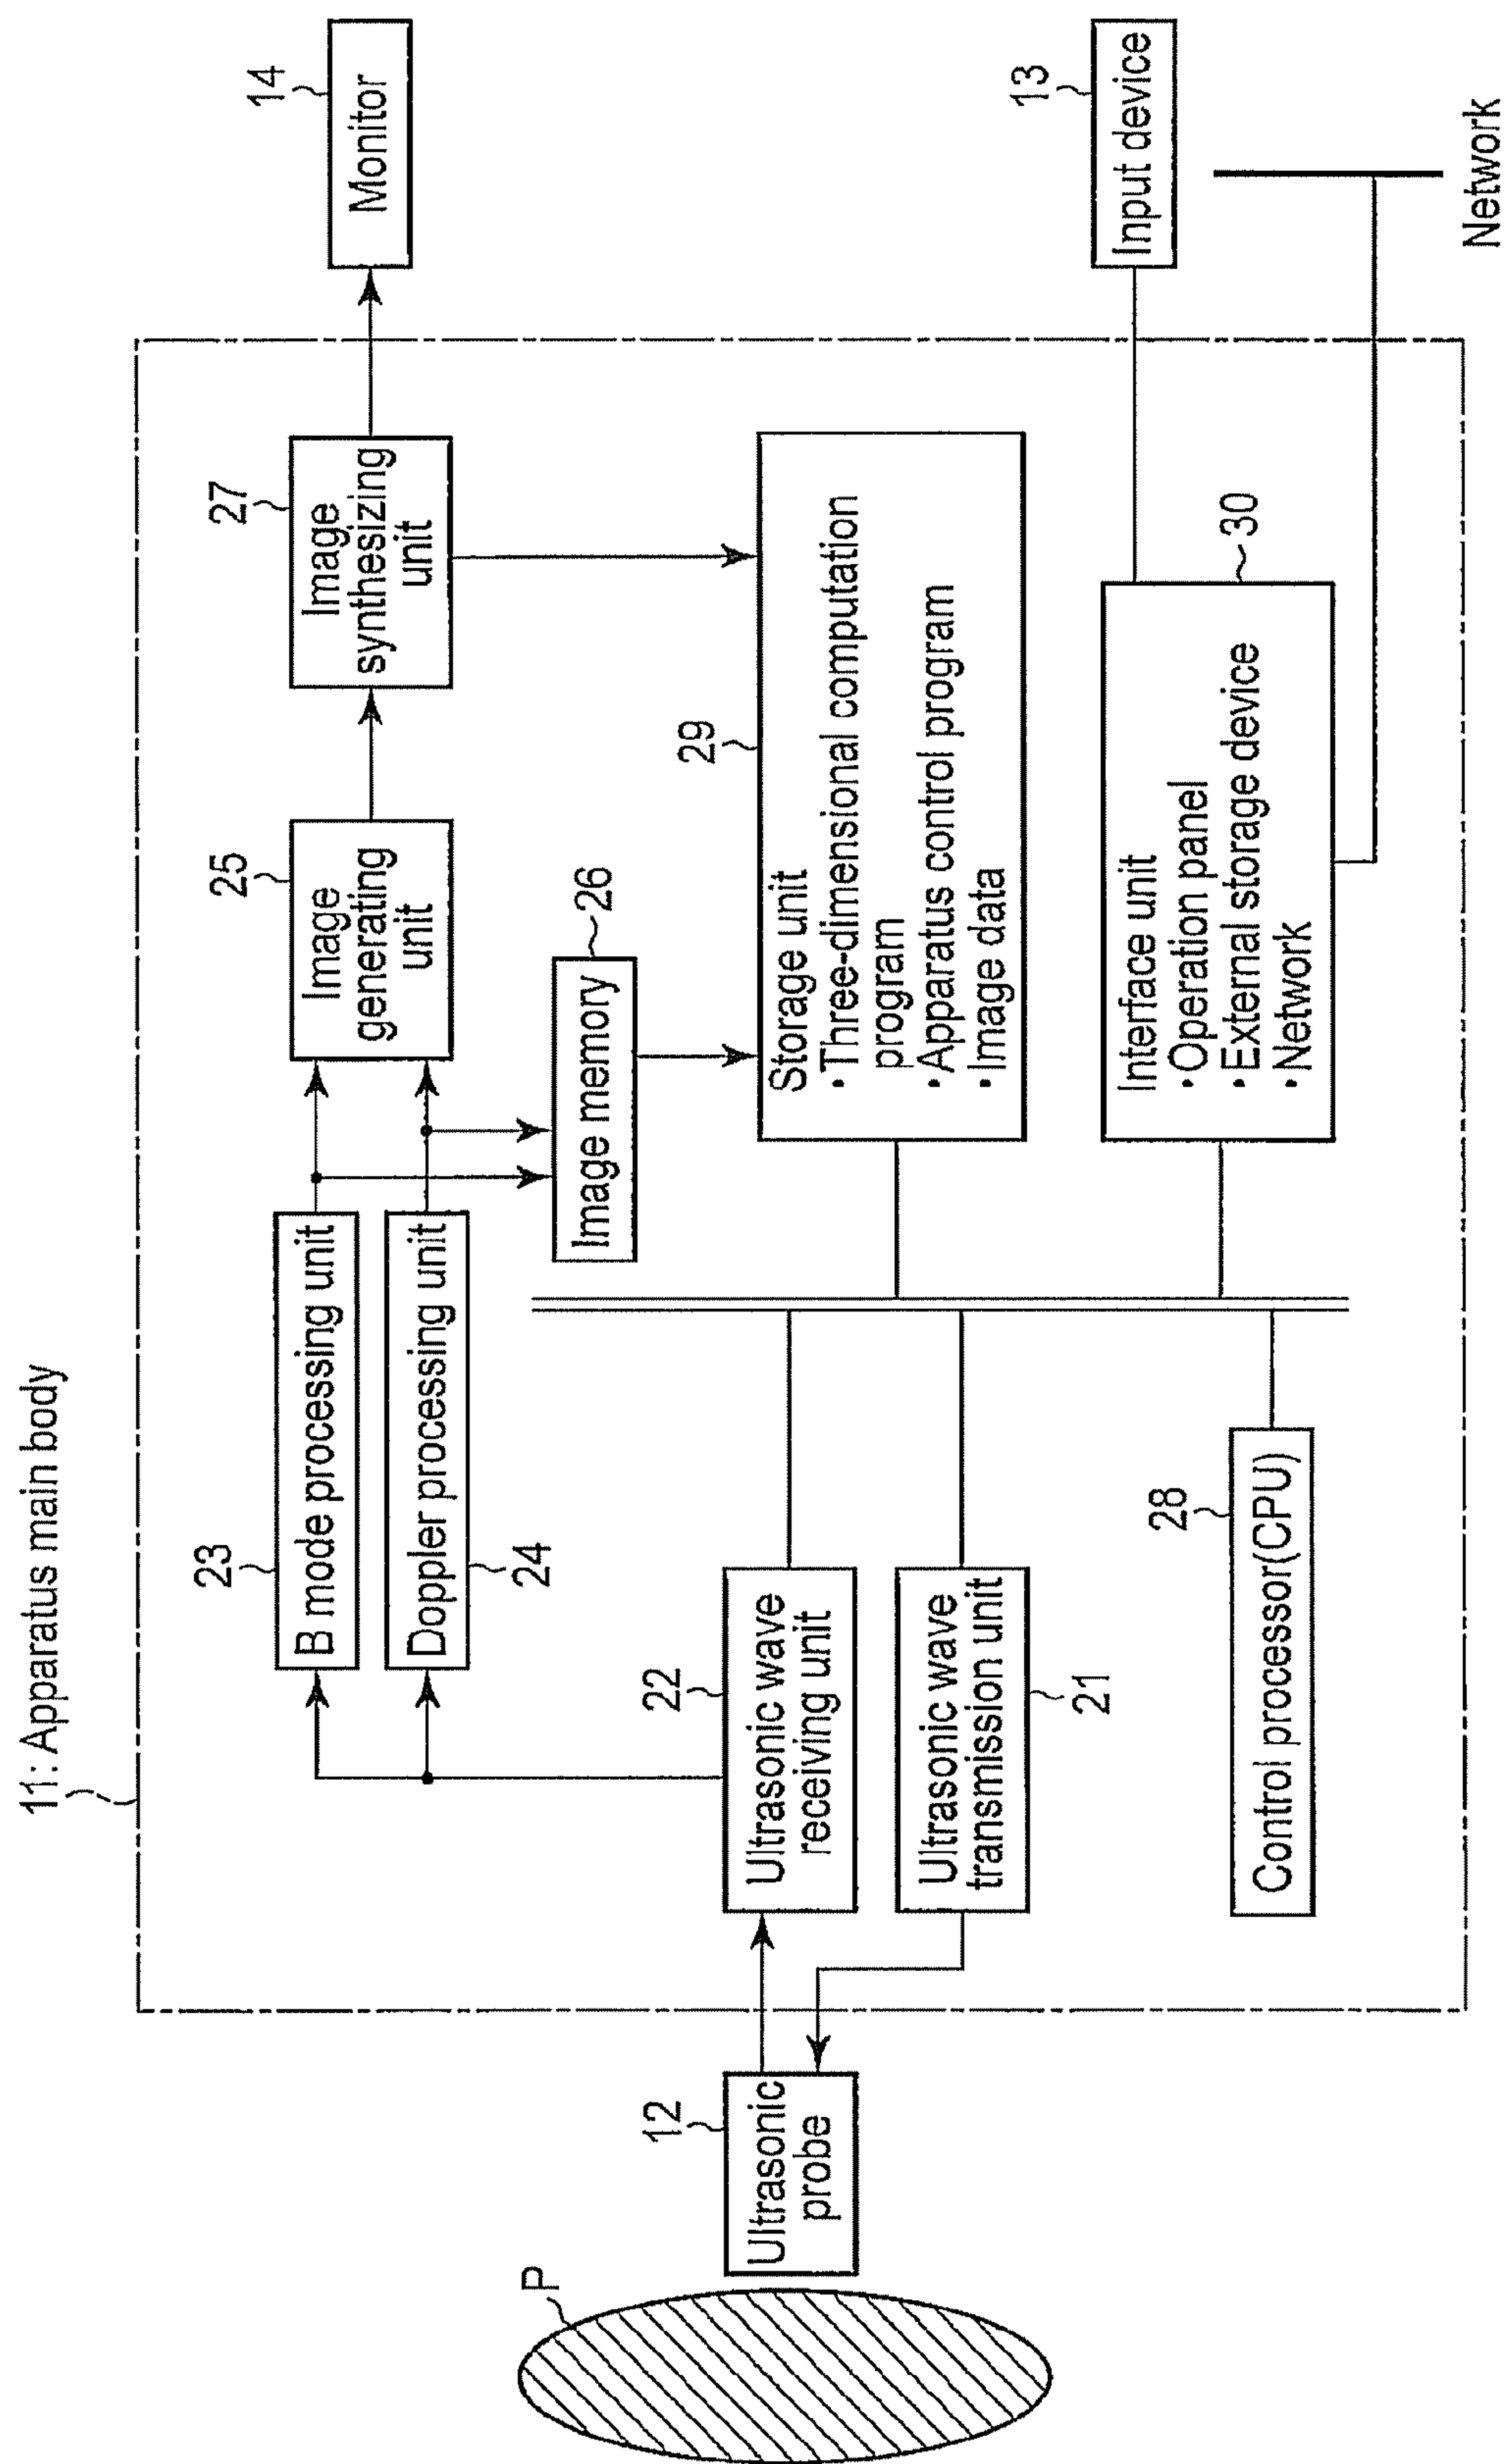 11: Apparatus main body
23
B mode processing unit
Doppler processing unit
24
25
Image
generating
unit
27
Image
synthesizing
unit
14
Monitor
26
Image memory
P
12
Ultrasonic
probe
22
Ultrasonic wave
receiving unit
Ultrasonic wave
transmission unit
21
28
Control processor(CPU)
29
Storage unit
• Three-dimensional computation
program
• Apparatus control program
• Image data
30
Interface unit
• Operation panel
• External storage device
• Network
13
Input device
Network